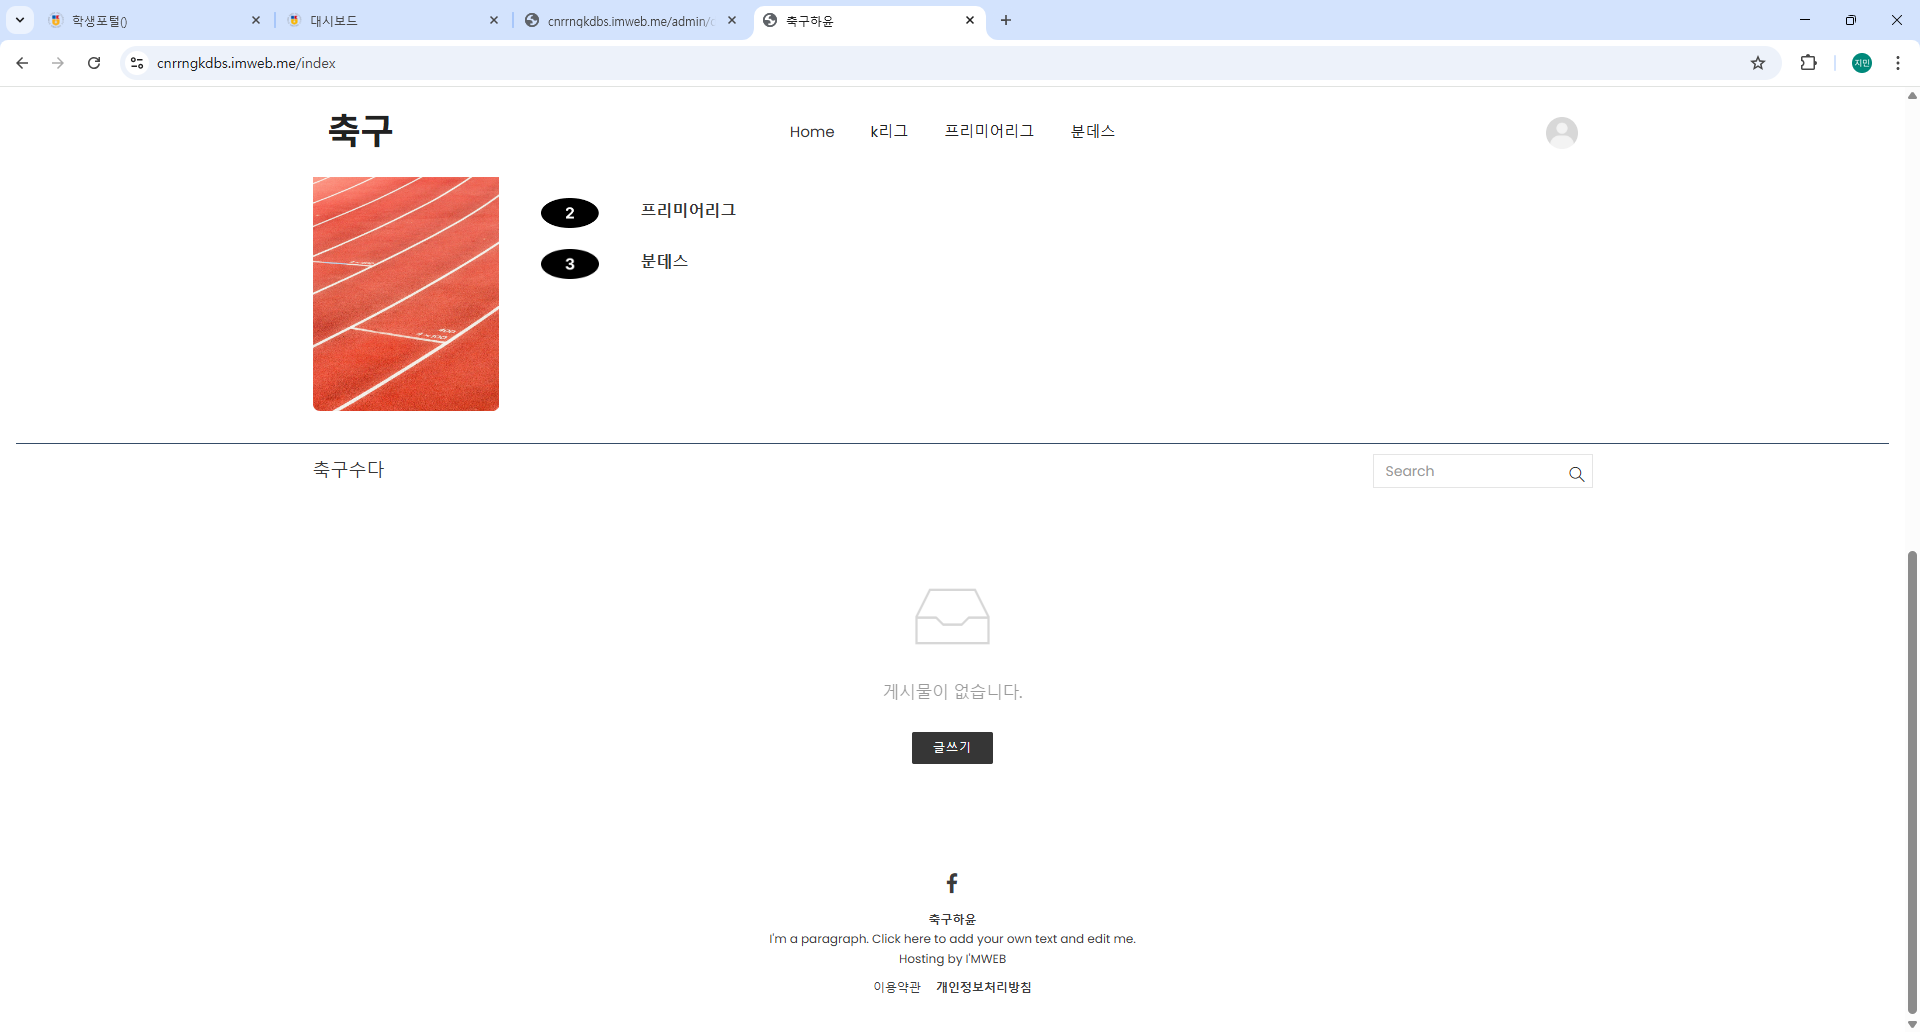 학생포털()
대시보드
cnrrngkdbs.imweb.me/admin/c
축구하윤
cnrrngkdbs.imweb.me/index
지민
축구
Home
k리그
프리미어리그
분데스
2
프리미어리그
3
분데스
축구수다
Search
게시물이 없습니다.
글쓰기
축구하윤
I'm a paragraph. Click here to add your own text and edit me.
Hosting by I'MWEB
이용약관 개인정보처리방침